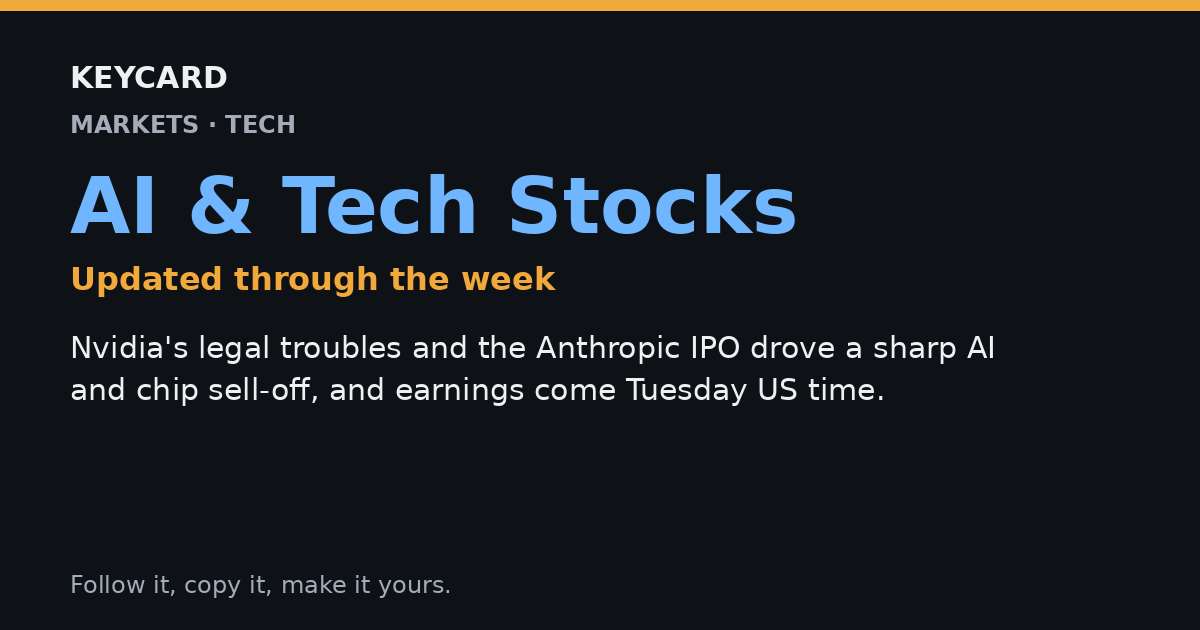 KEYCARD
MARKETS · TECH
AI & Tech Stocks
Updated through the week
Nvidia's legal troubles and the Anthropic IPO drove a sharp AI
and chip sell-off, and earnings come Tuesday US time.
Follow it, copy it, make it yours.